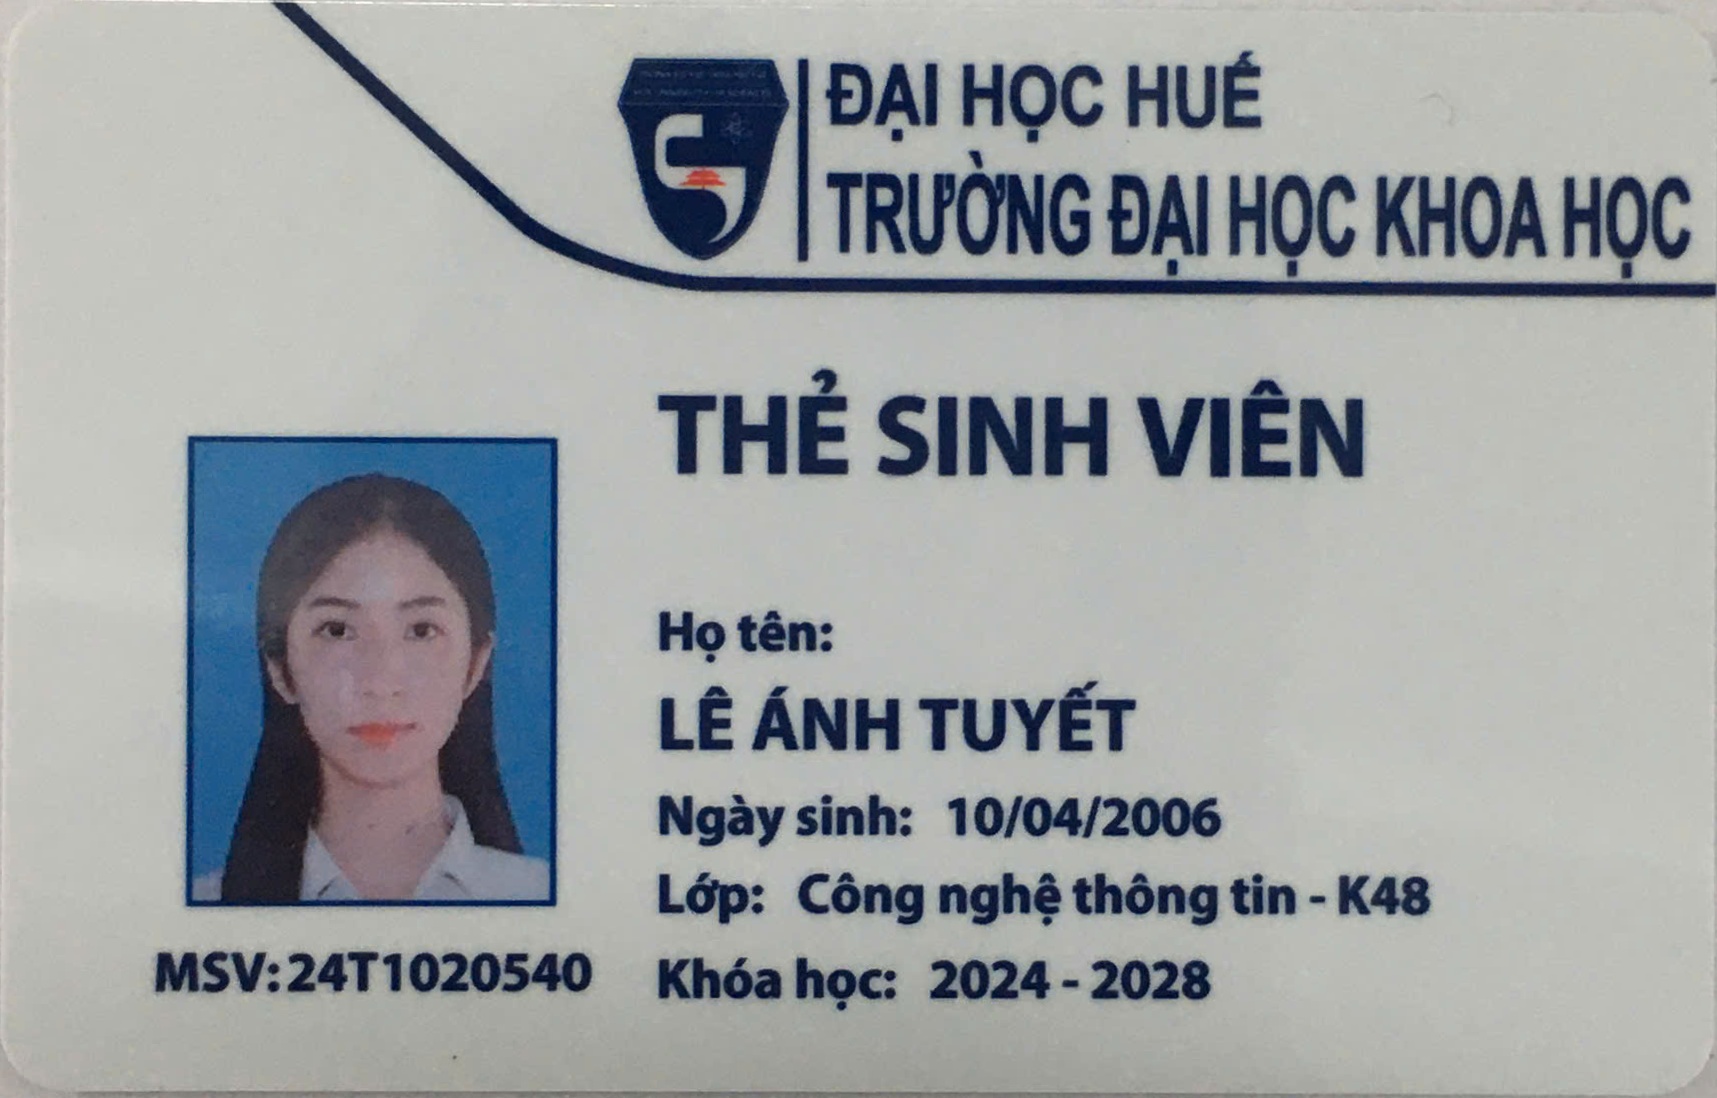 ĐẠI HỌC HUẾ
TRƯỜNG ĐẠI HỌC KHOA HỌC
THẺ SINH VIÊN
Họ tên:
LÊ ÁNH TUYẾT
Ngày sinh: 10/04/2006
Lớp: Công nghệ thông tin - K48
MSV: 24T1020540
Khóa học: 2024 - 2028